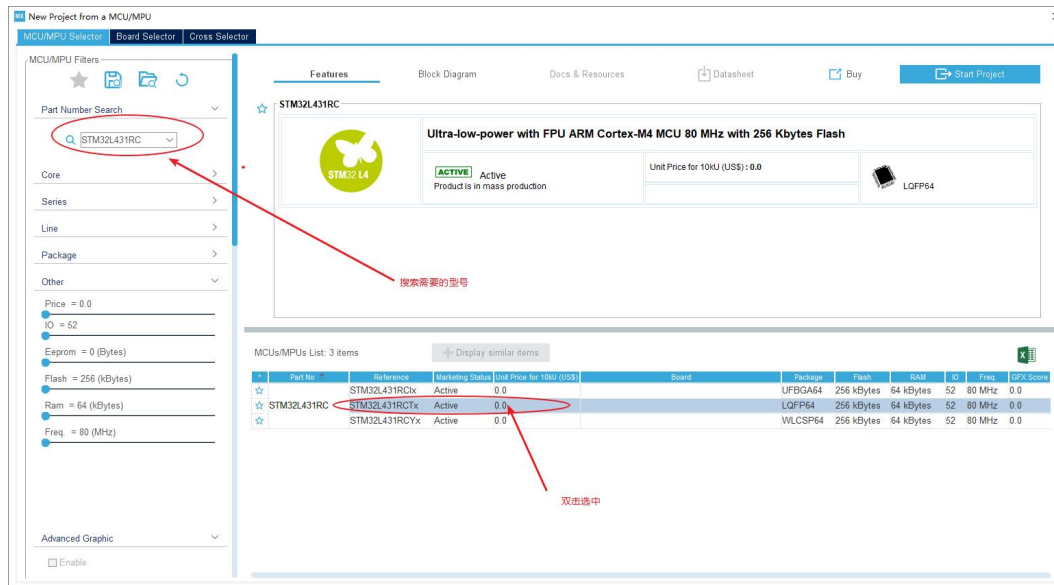 MX New Project from a MCU/MPU
MCU/MPU Selector Board Selector Cross Selector
MCU/MPU Filters
Part Number Search
STM32L431RC
Core
Series
Line
Package
Other
Price = 0.0
IO = 52
Eeprom = 0 (Bytes)
Flash = 256 (kBytes)
Ram = 64 (kBytes)
Freq. = 80 (MHz)
Advanced Graphic
Enable
Features Block Diagram Docs & Resources Datasheet Buy Start Project
STM32L431RC
STM32 L4
Ultra-low-power with FPU ARM Cortex-M4 MCU 80 MHz with 256 Kbytes Flash
ACTIVE Active
Product is in mass production
Unit Price for 10kU (US$) : 0.0
LQFP64
搜索需要的型号
MCUs/MPUs List: 3 items Display similar items
* Part No Reference Marketing Status Unit Price for 10kU (US$) Board Package Flash RAM IO Freq. GFX Score
STM32L431RCIx Active 0.0 UFBGA64 256 kBytes 64 kBytes 52 80 MHz 0.0
STM32L431RC STM32L431RCTx Active 0.0 LQFP64 256 kBytes 64 kBytes 52 80 MHz 0.0
STM32L431RCYx Active 0.0 WLCSP64 256 kBytes 64 kBytes 52 80 MHz 0.0
双击选中